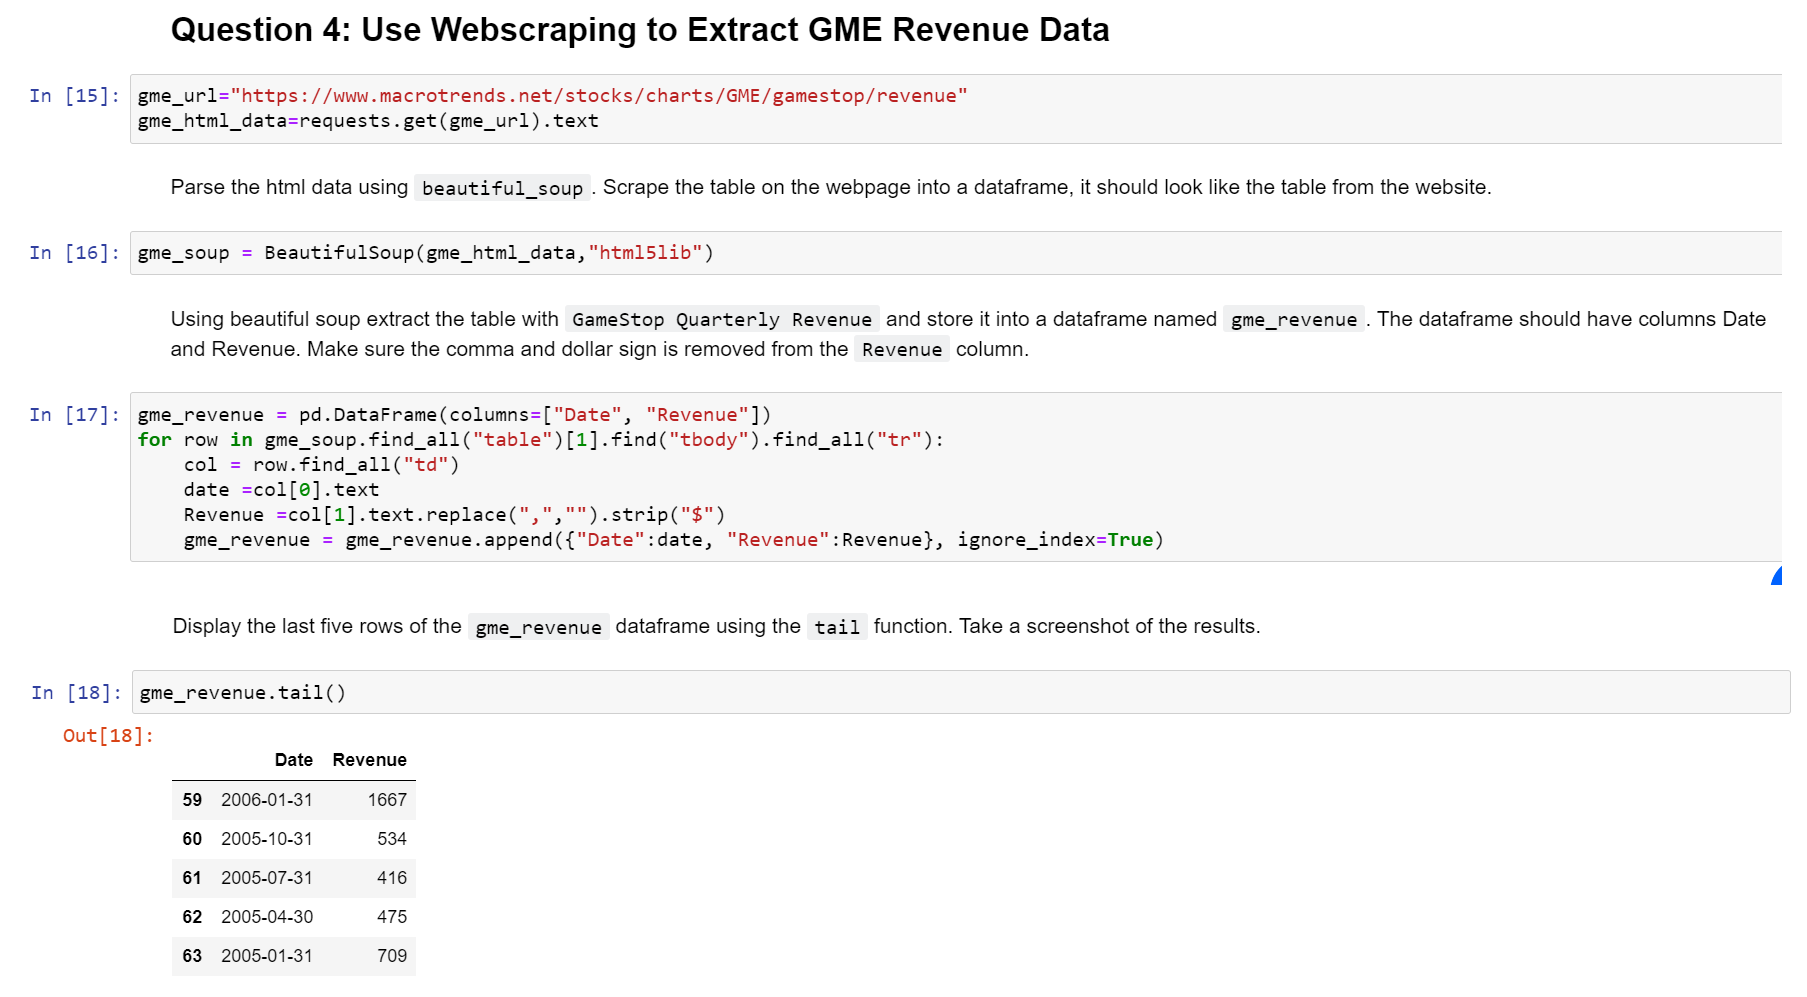 Question 4: Use Webscraping to Extract GME Revenue Data
In [15]: gme_url="https://www.macrotrends.net/stocks/charts/GME/gamestop/revenue"
gme_html_data=requests.get(gme_url).text
Parse the html data using beautiful_soup . Scrape the table on the webpage into a dataframe, it should look like the table from the website.
In [16]: gme_soup = BeautifulSoup(gme_html_data,"html5lib")
Using beautiful soup extract the table with GameStop Quarterly Revenue and store it into a dataframe named gme_revenue . The dataframe should have columns Date
and Revenue. Make sure the comma and dollar sign is removed from the Revenue column.
In [17]: gme_revenue = pd.DataFrame(columns=["Date", "Revenue"])
for row in gme_soup.find_all("table")[1].find("tbody").find_all("tr"):
    col = row.find_all("td")
    date =col[0].text
    Revenue =col[1].text.replace(",","").strip("$")
    gme_revenue = gme_revenue.append({"Date":date, "Revenue":Revenue}, ignore_index=True)
Display the last five rows of the gme_revenue dataframe using the tail function. Take a screenshot of the results.
In [18]: gme_revenue.tail()
Out[18]:
Date Revenue
59 2006-01-31 1667
60 2005-10-31 534
61 2005-07-31 416
62 2005-04-30 475
63 2005-01-31 709